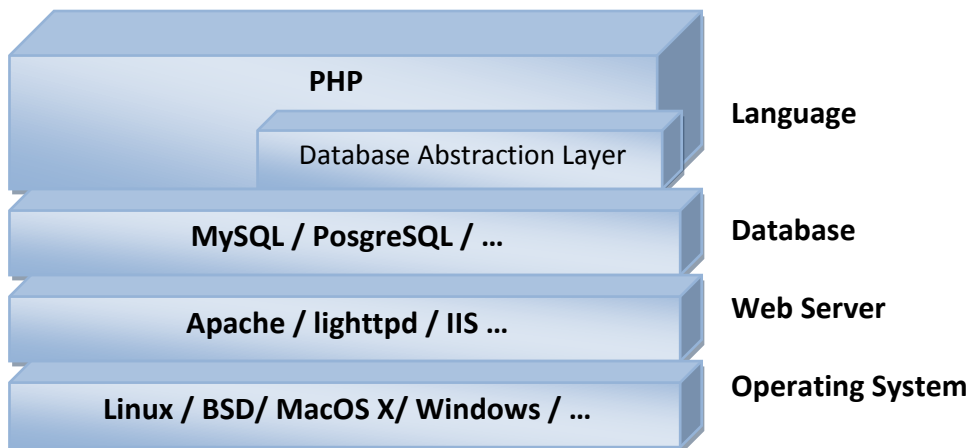 PHP
Language
Database Abstraction Layer
MySQL / PosgreSQL / …
Database
Apache / lighttpd / IIS …
Web Server
Linux / BSD/ MacOS X/ Windows / …
Operating System